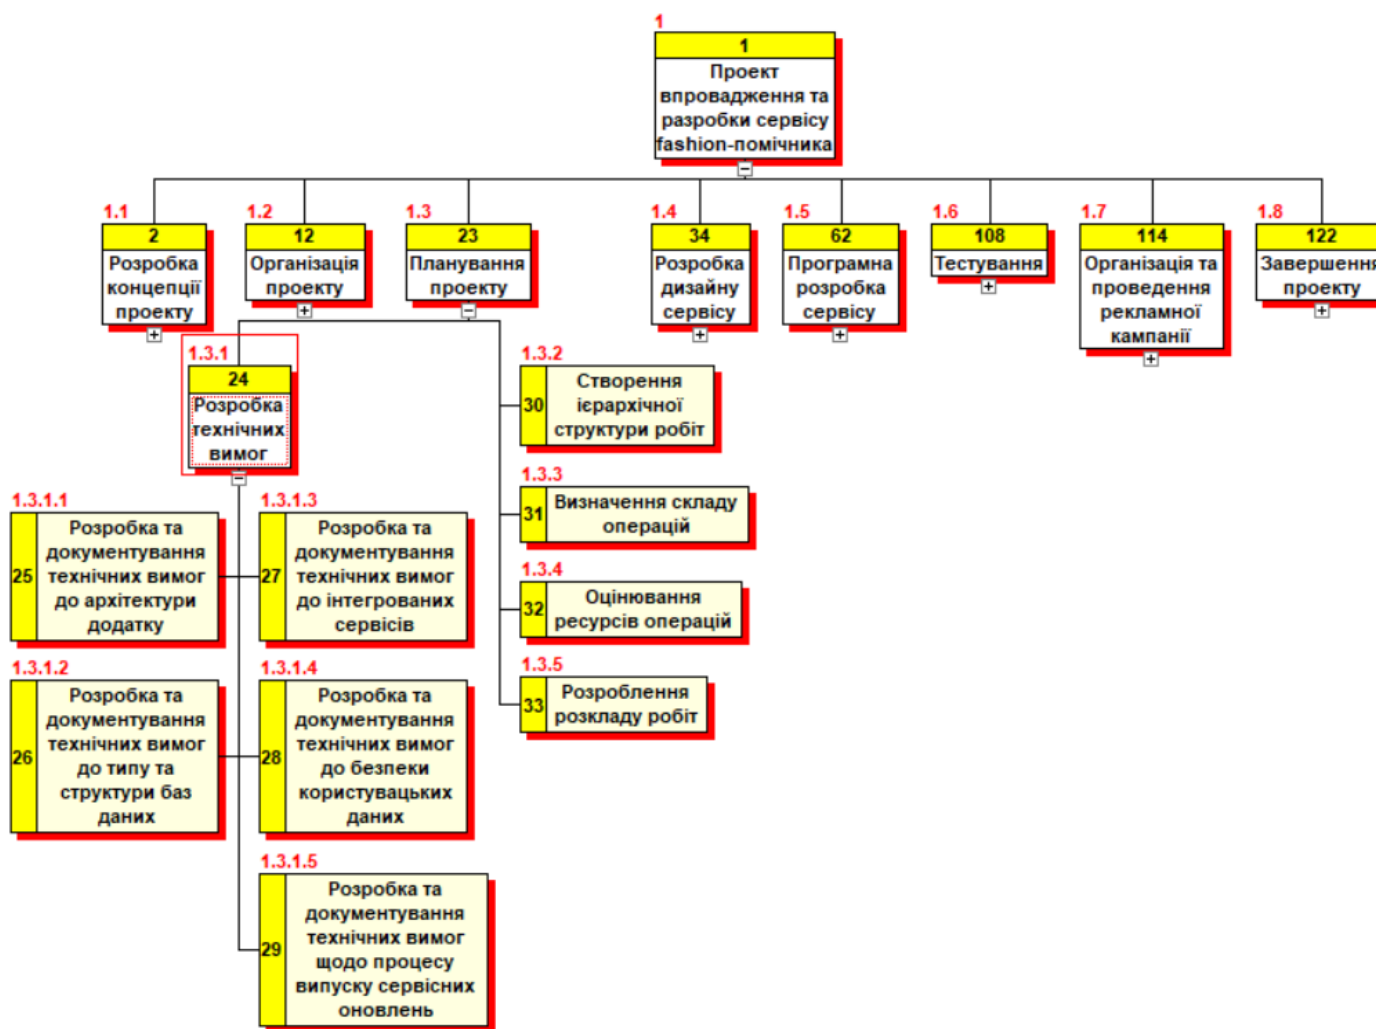 1
1
Проект
впровадження та
разробки сервісу
fashion-помічника
1.1
2
Розробка
концепції
проекту
1.2
12
Організація
проекту
1.3
23
Планування
проекту
1.4
34
Розробка
дизайну
сервісу
1.5
62
Програмна
розробка
сервісу
1.6
108
Тестування
1.7
114
Організація та
проведення
рекламної
кампанії
1.8
122
Завершення
проекту
1.3.1
24
Розробка
технічних
вимог
1.3.2
30
Створення
ієрархічної
структури робіт
1.3.3
31
Визначення складу
операцій
1.3.4
32
Оцінювання
ресурсів операцій
1.3.5
33
Розроблення
розкладу робіт
1.3.1.1
25
Розробка та
документування
технічних вимог
до архітектури
додатку
1.3.1.3
27
Розробка та
документування
технічних вимог
до інтегрованих
сервісів
1.3.1.2
26
Розробка та
документування
технічних вимог
до типу та
структури баз
даних
1.3.1.4
28
Розробка та
документування
технічних вимог
до безпеки
користувацьких
даних
1.3.1.5
29
Розробка та
документування
технічних вимог
щодо процесу
випуску сервісних
оновлень